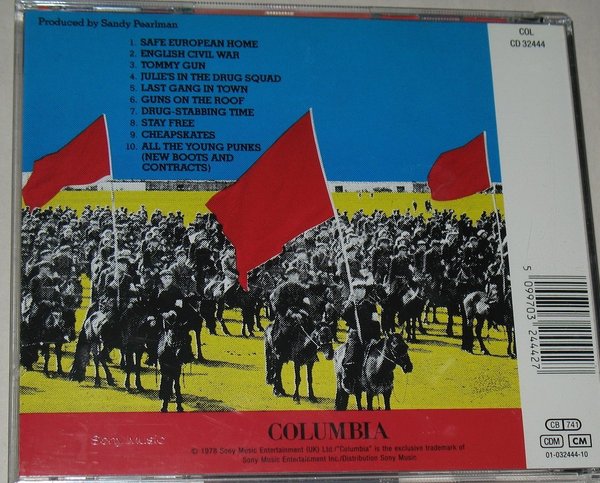 Produced by Sandy Pearlman
COL
CD 32444
1. SAFE EUROPEAN HOME
2. ENGLISH CIVIL WAR
3. TOMMY GUN
4. JULIE'S IN THE DRUG SQUAD
5. LAST GANG IN TOWN
6. GUNS ON THE ROOF
7. DRUG-STABBING TIME
8. STAY FREE
9. CHEAPSKATES
10. ALL THE YOUNG PUNKS
(NEW BOOTS AND
CONTRACTS)
5 099703 244427
Sony Music
COLUMBIA
© 1978 Sony Music Entertainment (UK) Ltd./"Columbia" is the exclusive trademark of
Sony Music Entertainment Inc./Distribution Sony Music
CB 741
CDM CM
01-032444-10